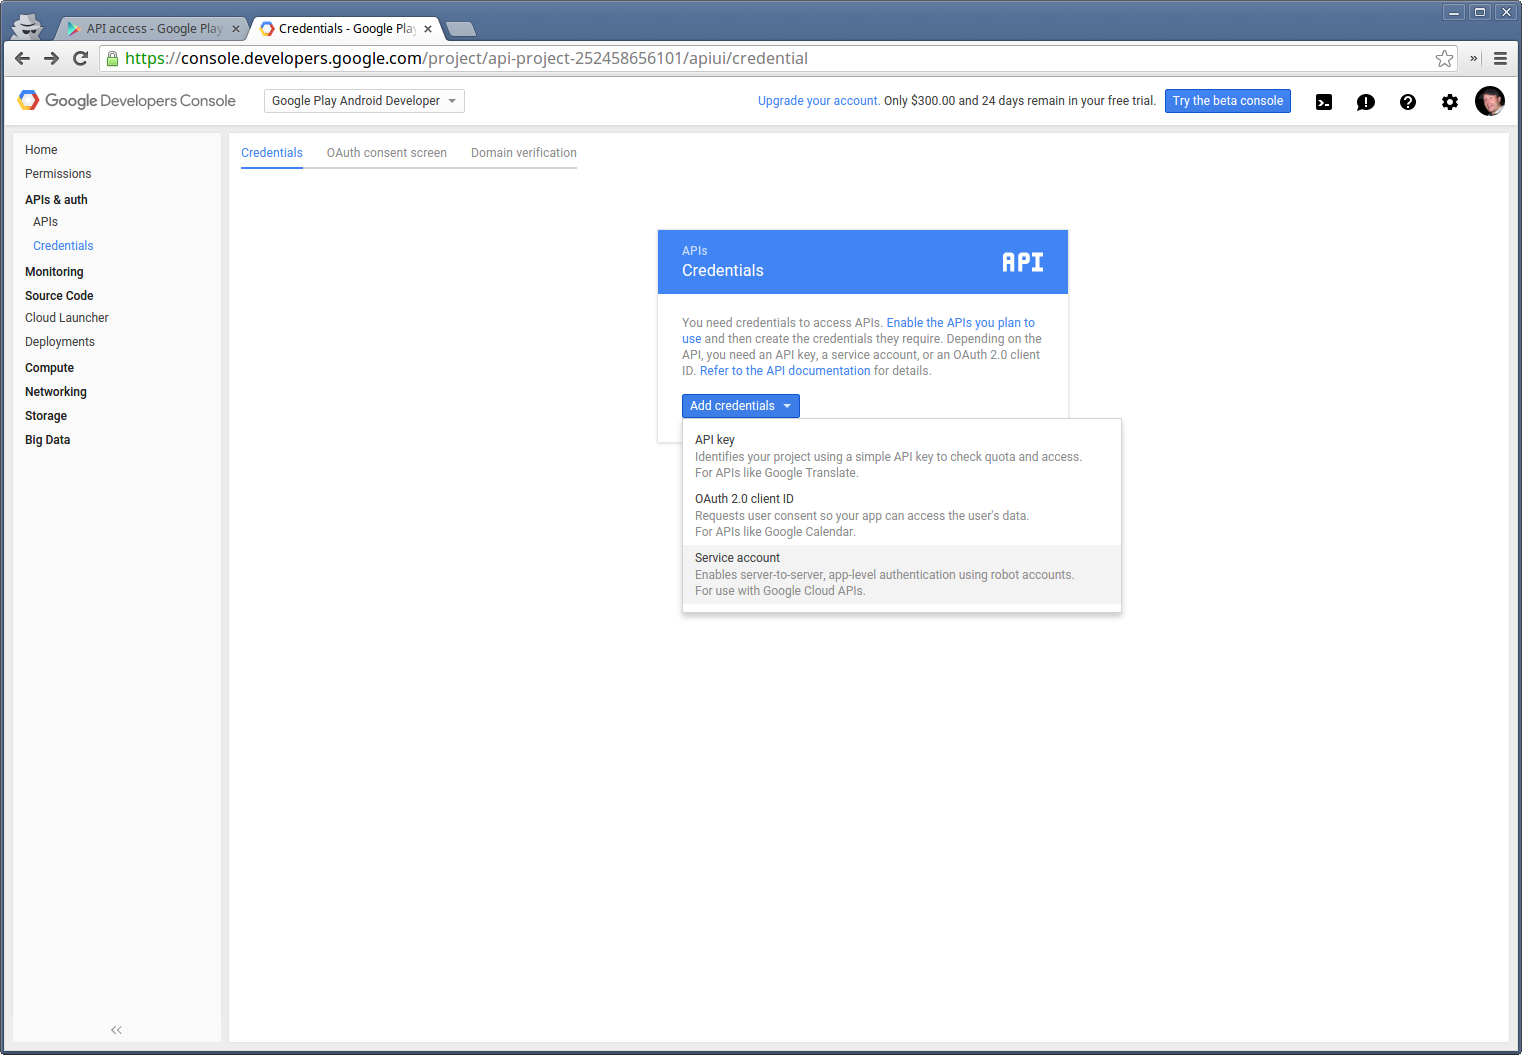 API access - Google Play
Credentials - Google Pla
https://console.developers.google.com/project/api-project-252458656101/apiui/credential
Google Developers Console
Google Play Android Developer
Upgrade your account. Only $300.00 and 24 days remain in your free trial.
Try the beta console
Home
Permissions
APIs & auth
APIs
Credentials
Monitoring
Source Code
Cloud Launcher
Deployments
Compute
Networking
Storage
Big Data
Credentials
OAuth consent screen
Domain verification
APIs
Credentials
API
You need credentials to access APIs. Enable the APIs you plan to
use and then create the credentials they require. Depending on the
API, you need an API key, a service account, or an OAuth 2.0 client
ID. Refer to the API documentation for details.
Add credentials
API key
Identifies your project using a simple API key to check quota and access.
For APIs like Google Translate.
OAuth 2.0 client ID
Requests user consent so your app can access the user's data.
For APIs like Google Calendar.
Service account
Enables server-to-server, app-level authentication using robot accounts.
For use with Google Cloud APIs.